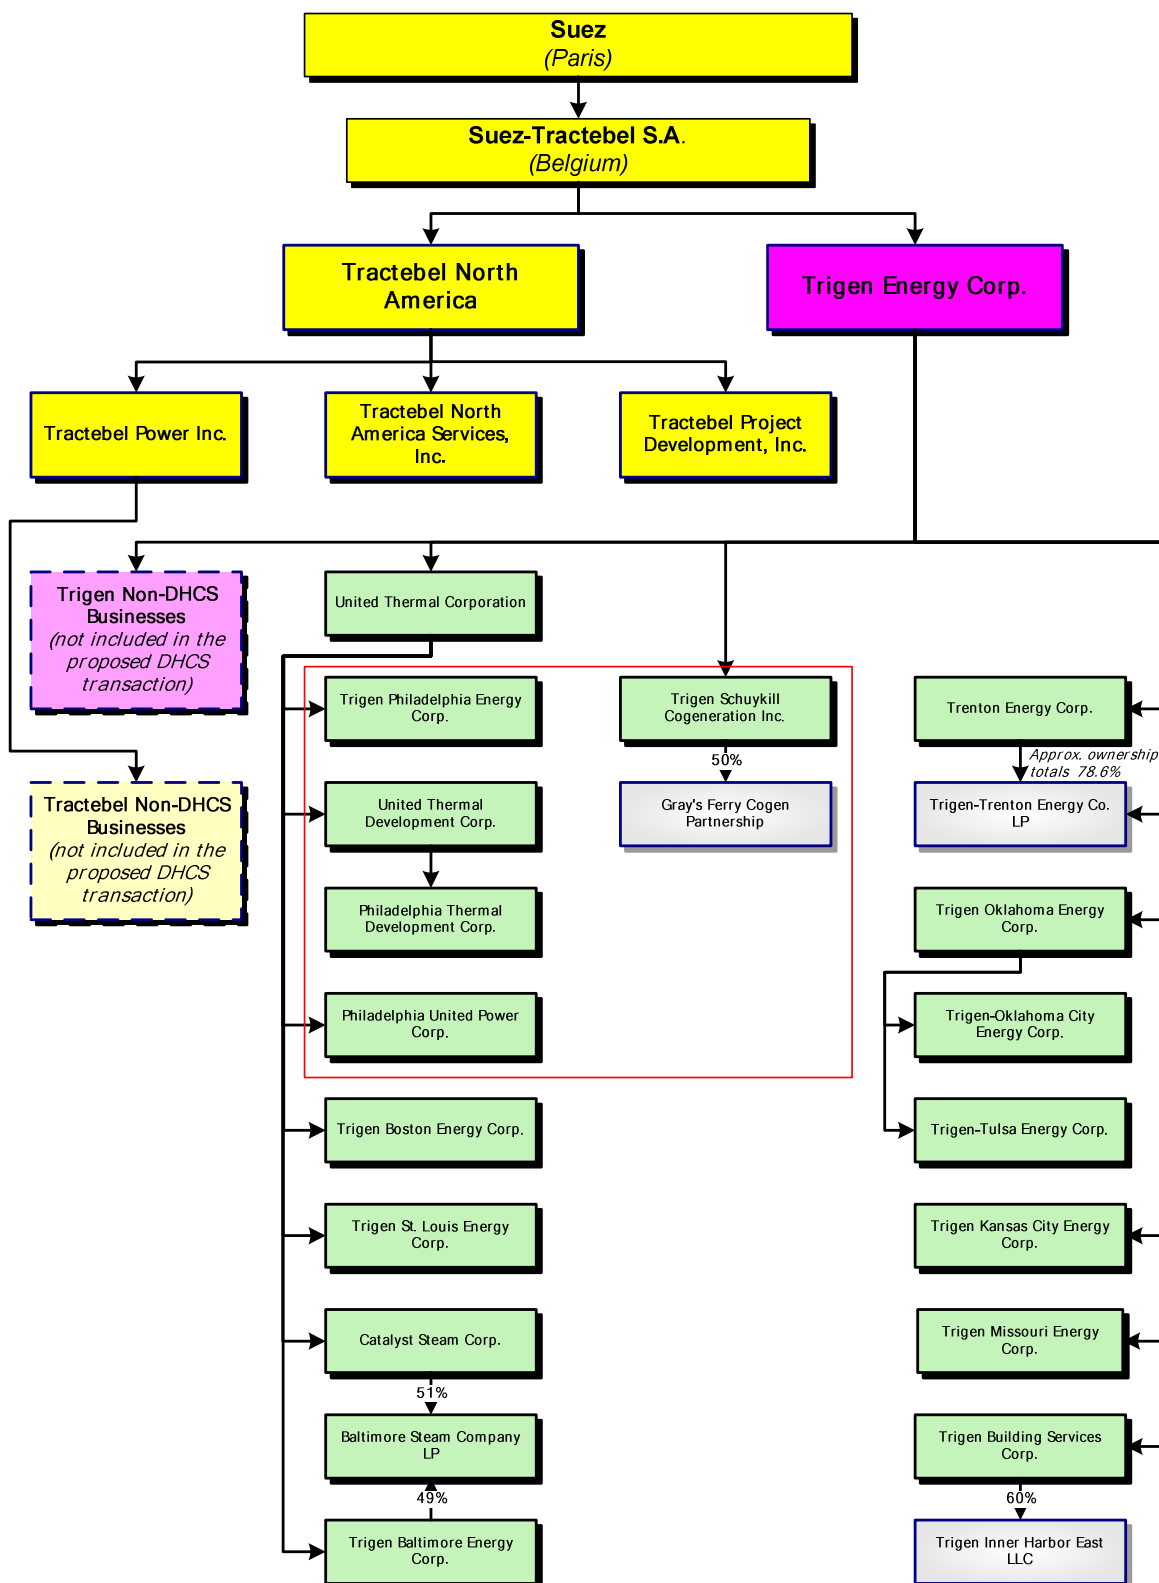 Suez
(Paris)
Suez-Tractebel S.A.
(Belgium)
Tractebel North
America
Trigen Energy Corp.
Tractebel Power Inc.
Tractebel North
America Services,
Inc.
Tractebel Project
Development, Inc.
Trigen Non-DHCS
Businesses
(not included in the
proposed DHCS
transaction)
United Thermal Corporation
Trigen Philadelphia Energy
Corp.
Trigen Schuykill
Cogeneration Inc.
Trenton Energy Corp.
50%
Approx. ownership
totals 78.6%
Tractebel Non-DHCS
Businesses
(not included in the
proposed DHCS
transaction)
United Thermal
Development Corp.
Gray's Ferry Cogen
Partnership
Trigen-Trenton Energy Co.
LP
Philadelphia Thermal
Development Corp.
Trigen Oklahoma Energy
Corp.
Philadelphia United Power
Corp.
Trigen-Oklahoma City
Energy Corp.
Trigen Boston Energy Corp.
Trigen-Tulsa Energy Corp.
Trigen St. Louis Energy
Corp.
Trigen Kansas City Energy
Corp.
Catalyst Steam Corp.
Trigen Missouri Energy
Corp.
51%
Baltimore Steam Company
LP
Trigen Building Services
Corp.
49%
60%
Trigen Baltimore Energy
Corp.
Trigen Inner Harbor East
LLC